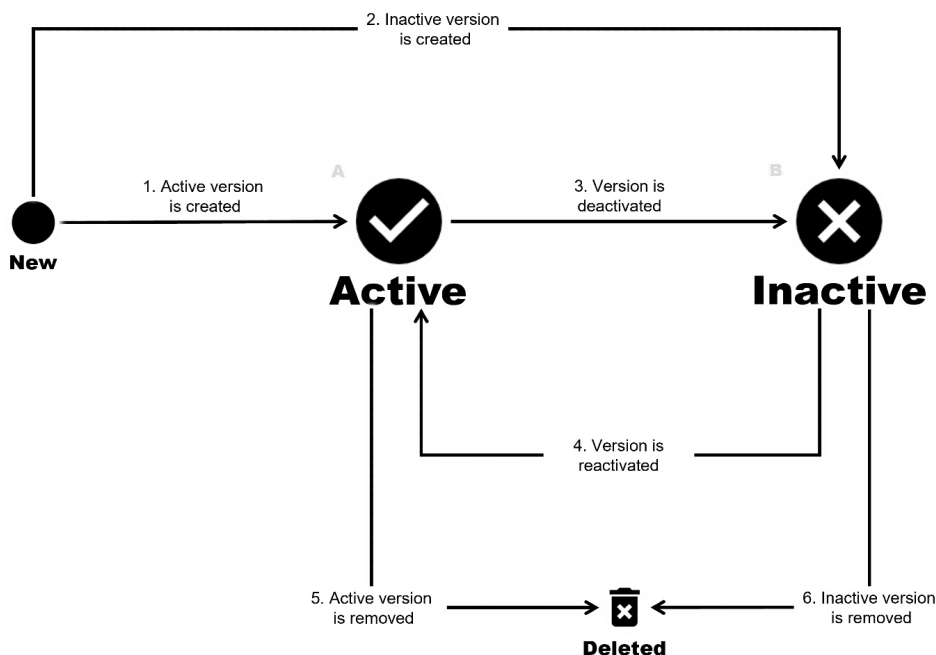 2. Inactive version
is created
A
B
1. Active version
is created
3. Version is
deactivated
New
Active
Inactive
4. Version is
reactivated
5. Active version
is removed
6. Inactive version
is removed
Deleted